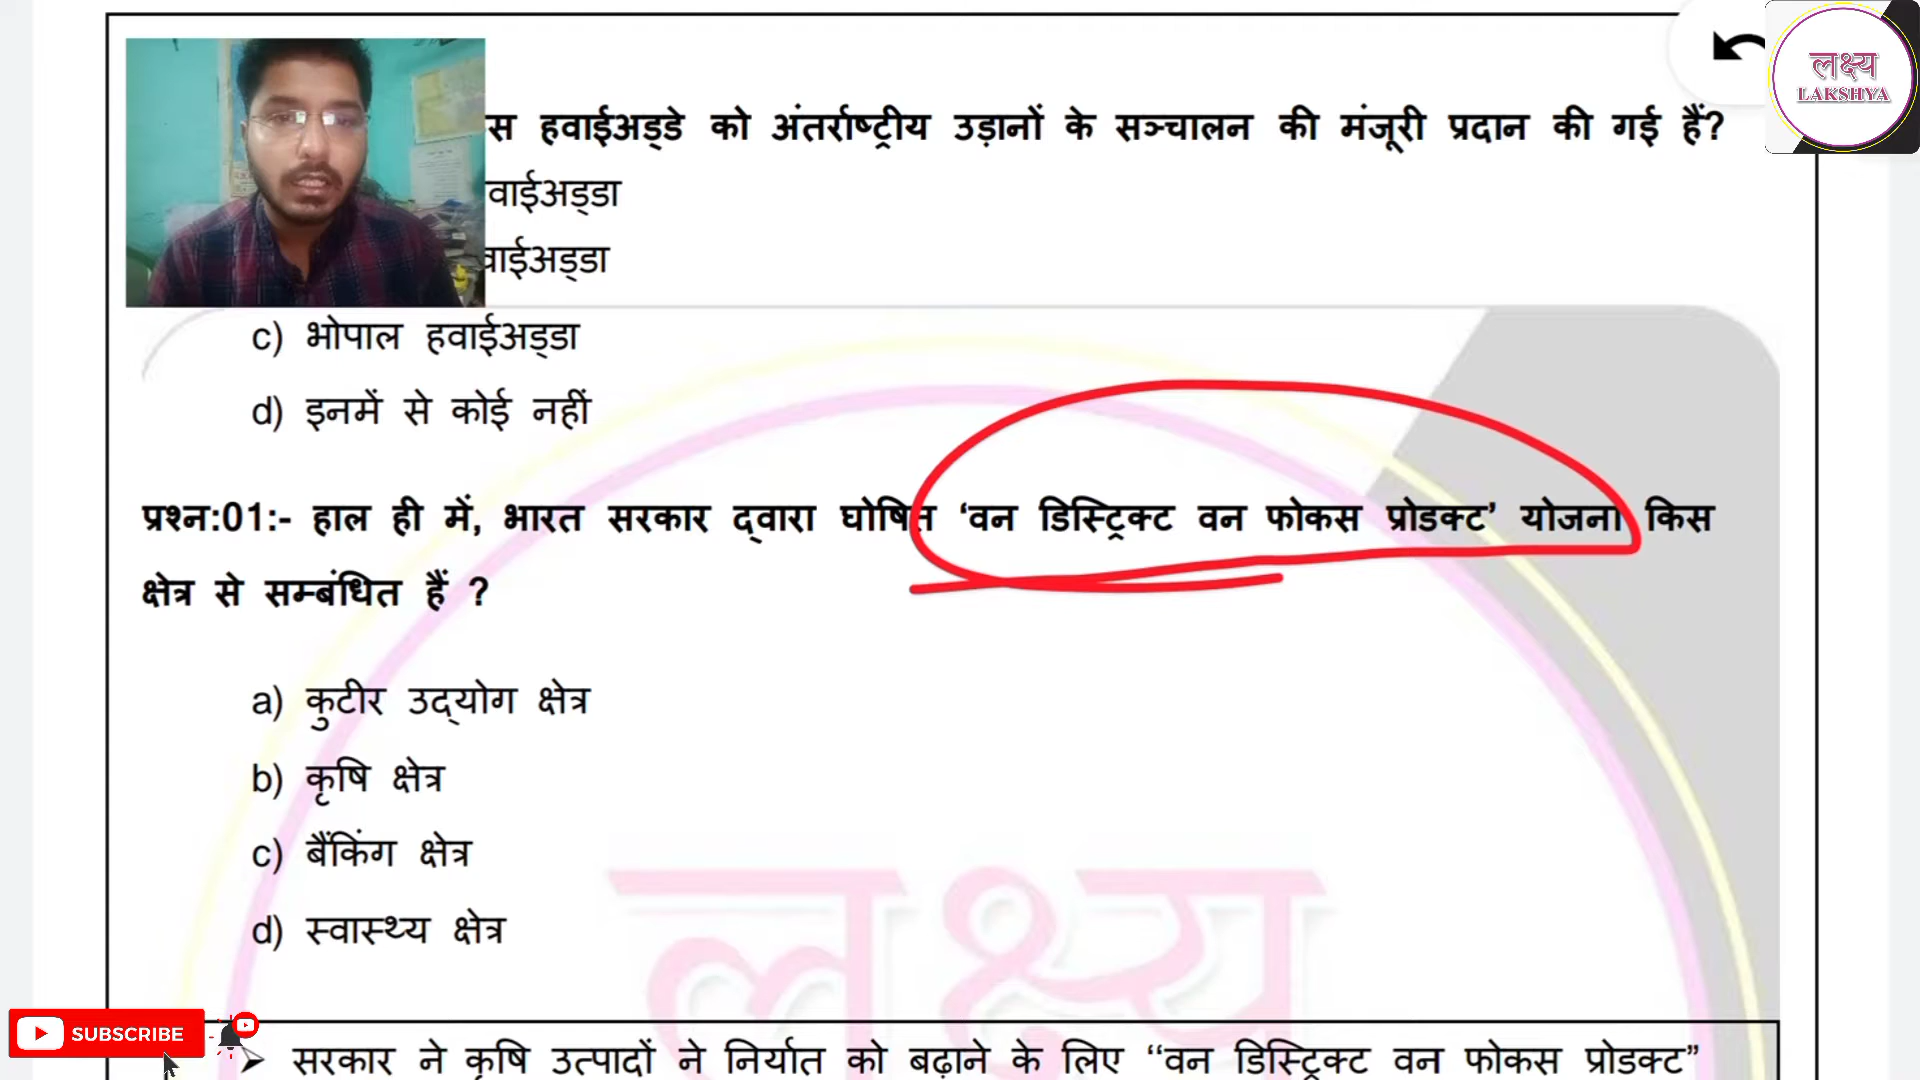 लक्ष्य
LAKSHYA
स हवाईअड्डे को अंतर्राष्ट्रीय उड़ानों के सञ्चालन की मंजूरी प्रदान की गई हैं?
वाईअड्डा
वाईअड्डा
c) भोपाल हवाईअड्डा
d) इनमें से कोई नहीं
प्रश्न:01:- हाल ही में, भारत सरकार द्वारा घोषित ‘वन डिस्ट्रिक्ट वन फोकस प्रोडक्ट’ योजना किस
क्षेत्र से सम्बंधित हैं ?
a) कुटीर उद्योग क्षेत्र
b) कृषि क्षेत्र
c) बैंकिंग क्षेत्र
d) स्वास्थ्य क्षेत्र
लक्ष्य
SUBSCRIBE
➢ सरकार ने कृषि उत्पादों ने निर्यात को बढ़ाने के लिए “वन डिस्ट्रिक्ट वन फोकस प्रोडक्ट”